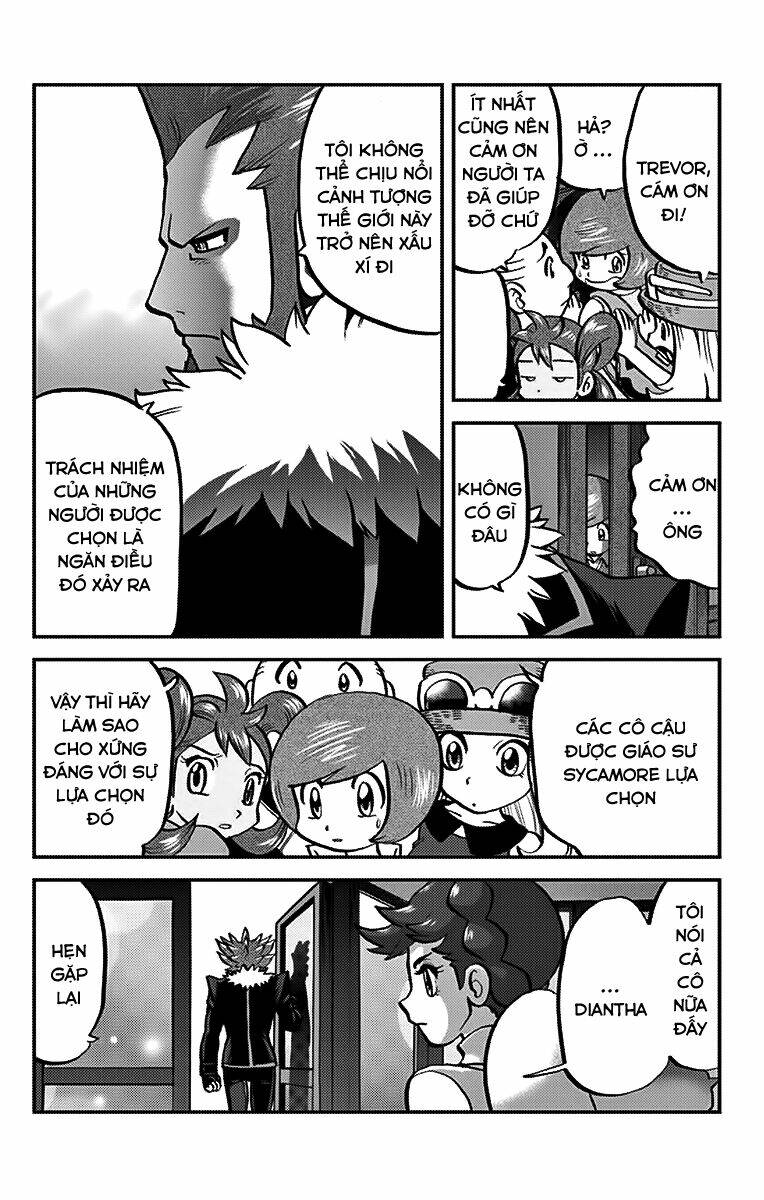 TREVOR,
CÁM ƠN
ĐI!
HẢ?
Ờ ...
ÍT NHẤT
CŨNG NÊN
CẢM ƠN
NGƯỜI TA
ĐÃ GIÚP
ĐỠ CHỨ
CẢM ƠN
...
ÔNG
KHÔNG
CÓ GÌ
ĐÂU
TÔI KHÔNG
THỂ CHỊU NỔI
CẢNH TƯỢNG
THẾ GIỚI NÀY
TRỞ NÊN XẤU
XÍ ĐI
TRÁCH NHIỆM
CỦA NHỮNG
NGƯỜI ĐƯỢC
CHỌN LÀ
NGĂN ĐIỀU
ĐÓ XẢY RA
CÁC CÔ CẬU
ĐƯỢC GIÁO SƯ
SYCAMORE LỰA
CHỌN
VẬY THÌ HÃY
LÀM SAO
CHO XỨNG
ĐÁNG VỚI SỰ
LỰA CHỌN
ĐÓ
TÔI
NÓI
CẢ
CÔ
NỮA
ĐẤY
...
DIANTHA
HẸN
GẶP
LẠI